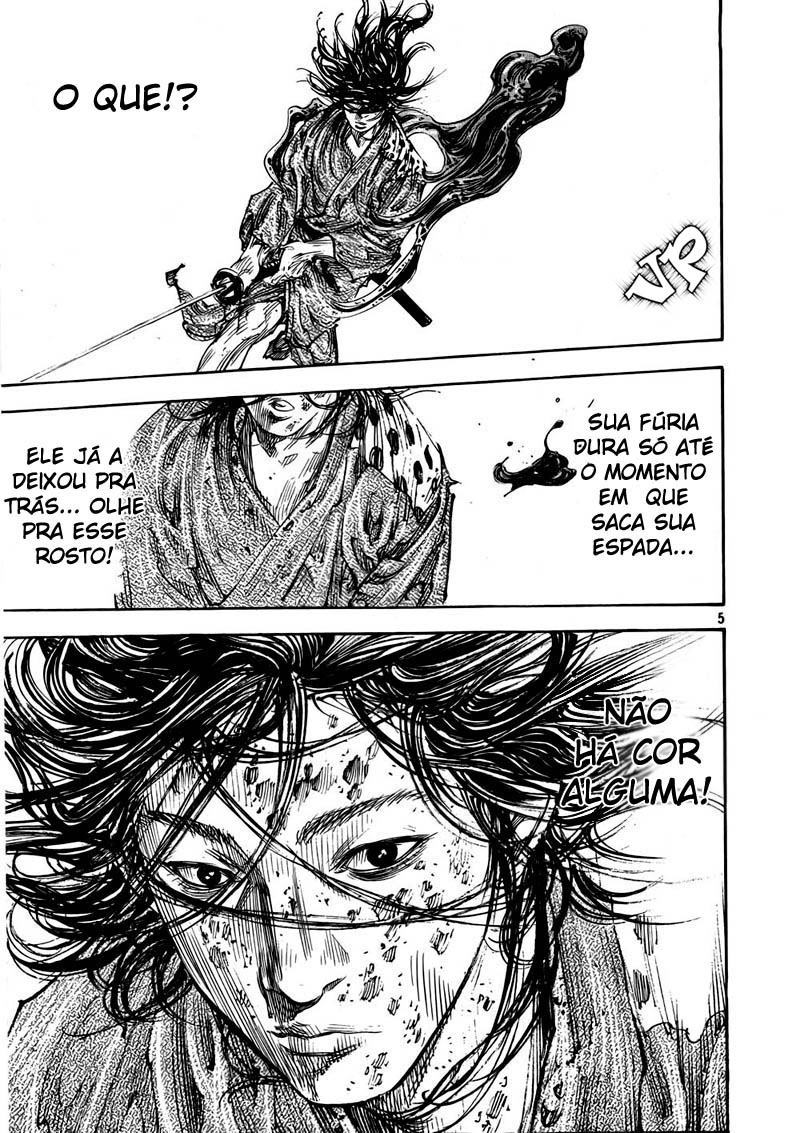 O QUE!?
VP
SUA FÚRIA
DURA SÓ ATÉ
O MOMENTO
EM QUE
SACA SUA
ESPADA...
ELE JÁ A
DEIXOU PRA
TRÁS... OLHE
PRA ESSE
ROSTO!
5
NÃO
HÁ COR
ALGUMA!